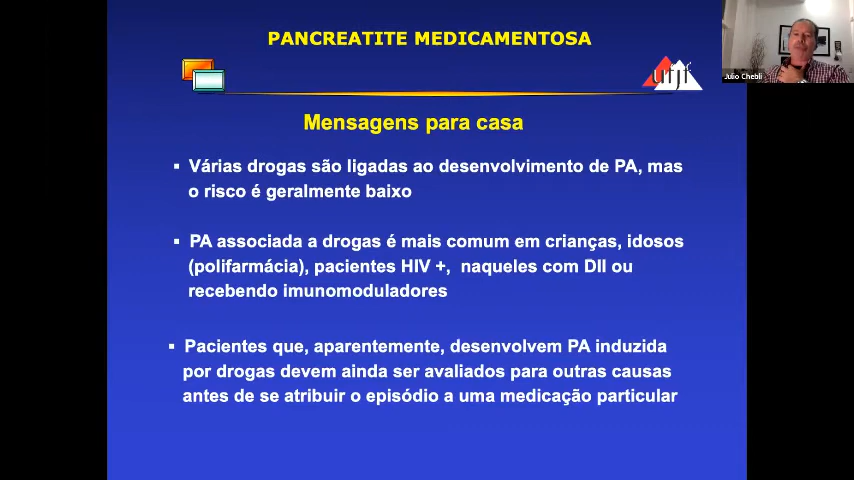 PANCREATITE MEDICAMENTOSA
ufjf
Julio Chebli
Mensagens para casa
▪ Várias drogas são ligadas ao desenvolvimento de PA, mas
o risco é geralmente baixo
▪ PA associada a drogas é mais comum em crianças, idosos
(polifarmácia), pacientes HIV +, naqueles com DII ou
recebendo imunomoduladores
▪ Pacientes que, aparentemente, desenvolvem PA induzida
por drogas devem ainda ser avaliados para outras causas
antes de se atribuir o episódio a uma medicação particular